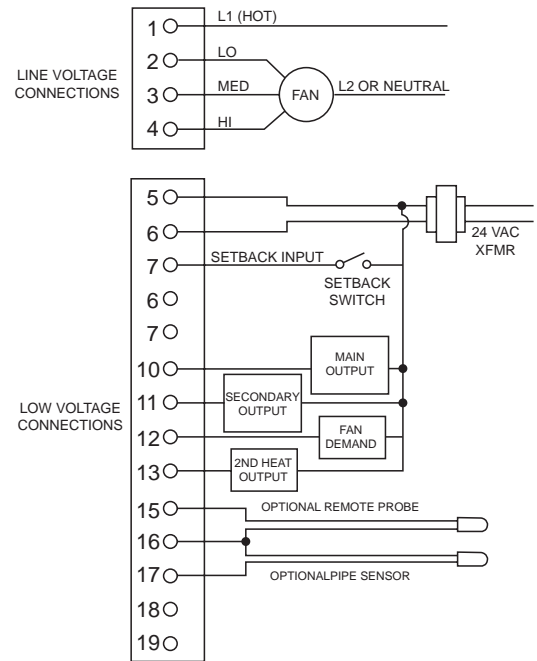 1 L1 (HOT)
2 LO
LINE VOLTAGE
CONNECTIONS
3 MED FAN L2 OR NEUTRAL
4 HI
5
6
24 VAC
XFMR
7 SETBACK INPUT
SETBACK
SWITCH
6
7
10 MAIN
OUTPUT
11 SECONDARY
OUTPUT
LOW VOLTAGE
CONNECTIONS
12 FAN
DEMAND
13 2ND HEAT
OUTPUT
15 OPTIONAL REMOTE PROBE
16
17 OPTIONALPIPE SENSOR
18
19